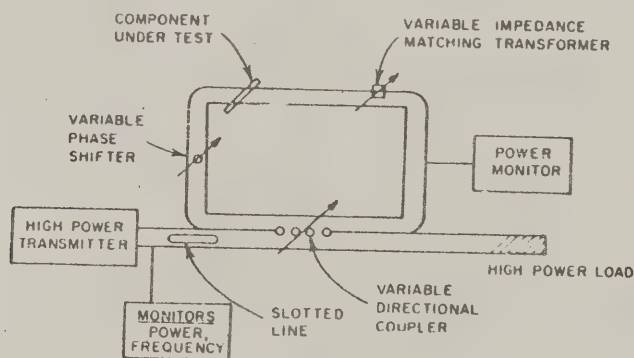 COMPONENT
UNDER TEST
VARIABLE IMPEDANCE
MATCHING TRANSFORMER
VARIABLE
PHASE
SHIFTER
POWER
MONITOR
HIGH POWER
TRANSMITTER
HIGH POWER LOAD
MONITORS
POWER,
FREQUENCY
SLOTTED
LINE
VARIABLE
DIRECTIONAL
COUPLER